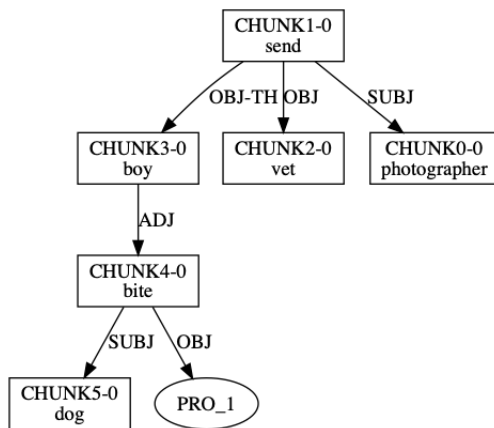 CHUNK1-0
send
OBJ-TH
OBJ
SUBJ
CHUNK3-0
boy
CHUNK2-0
vet
CHUNK0-0
photographer
ADJ
CHUNK4-0
bite
SUBJ
OBJ
CHUNK5-0
dog
PRO_1